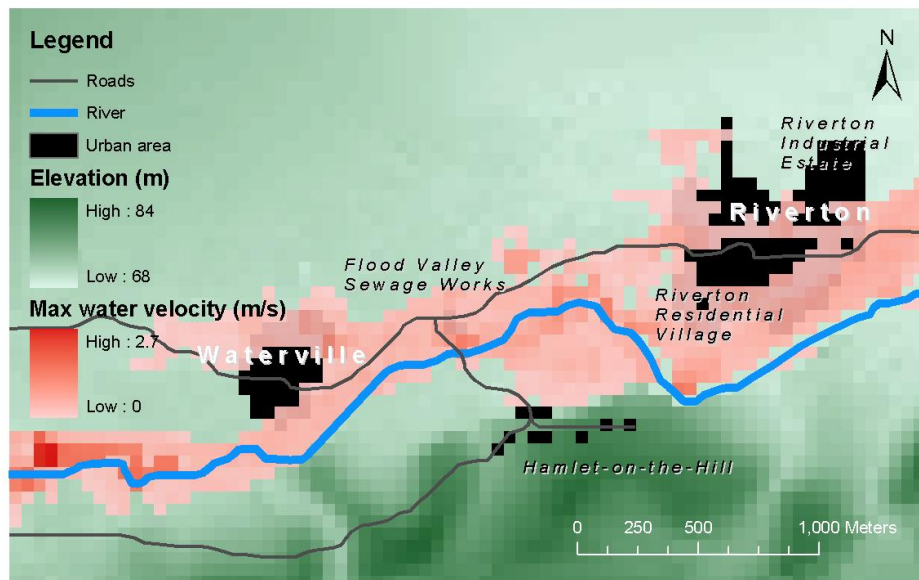 Legend
Roads
River
Urban area
Elevation (m)
High : 84
Low : 68
Max water velocity (m/s)
High : 2.7
Low : 0
N
Riverton
Industrial
Estate
Riverton
Flood Valley
Sewage Works
Riverton
Residential
Village
Waterville
Hamlet-on-the-Hill
0 250 500 1,000 Meters